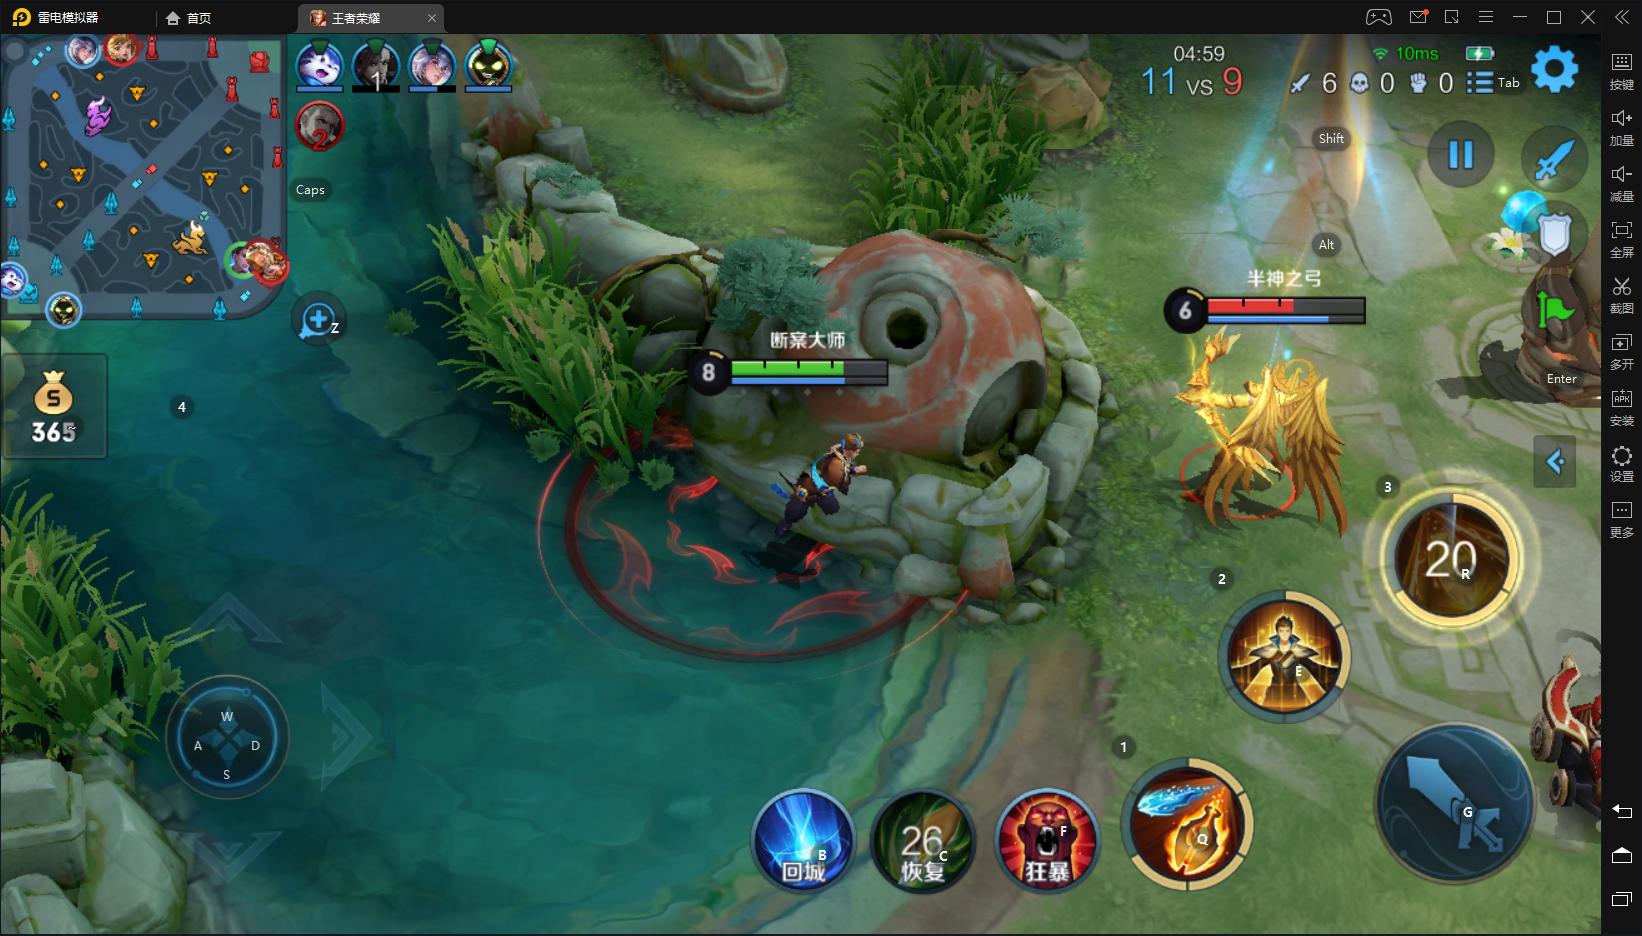 雷电模拟器
首页
王者荣耀
1
2
04:59
11 vs 9
10ms
6 0 0
Tab
Caps
Shift
Alt
Enter
Z
365
4
8
断案大师
6
半神之弓
3
20
R
2
E
1
Q
G
W
A D
S
B
回城
26
C
恢复
F
狂暴
按键
加量
减量
全屏
截图
多开
APK
安装
设置
更多